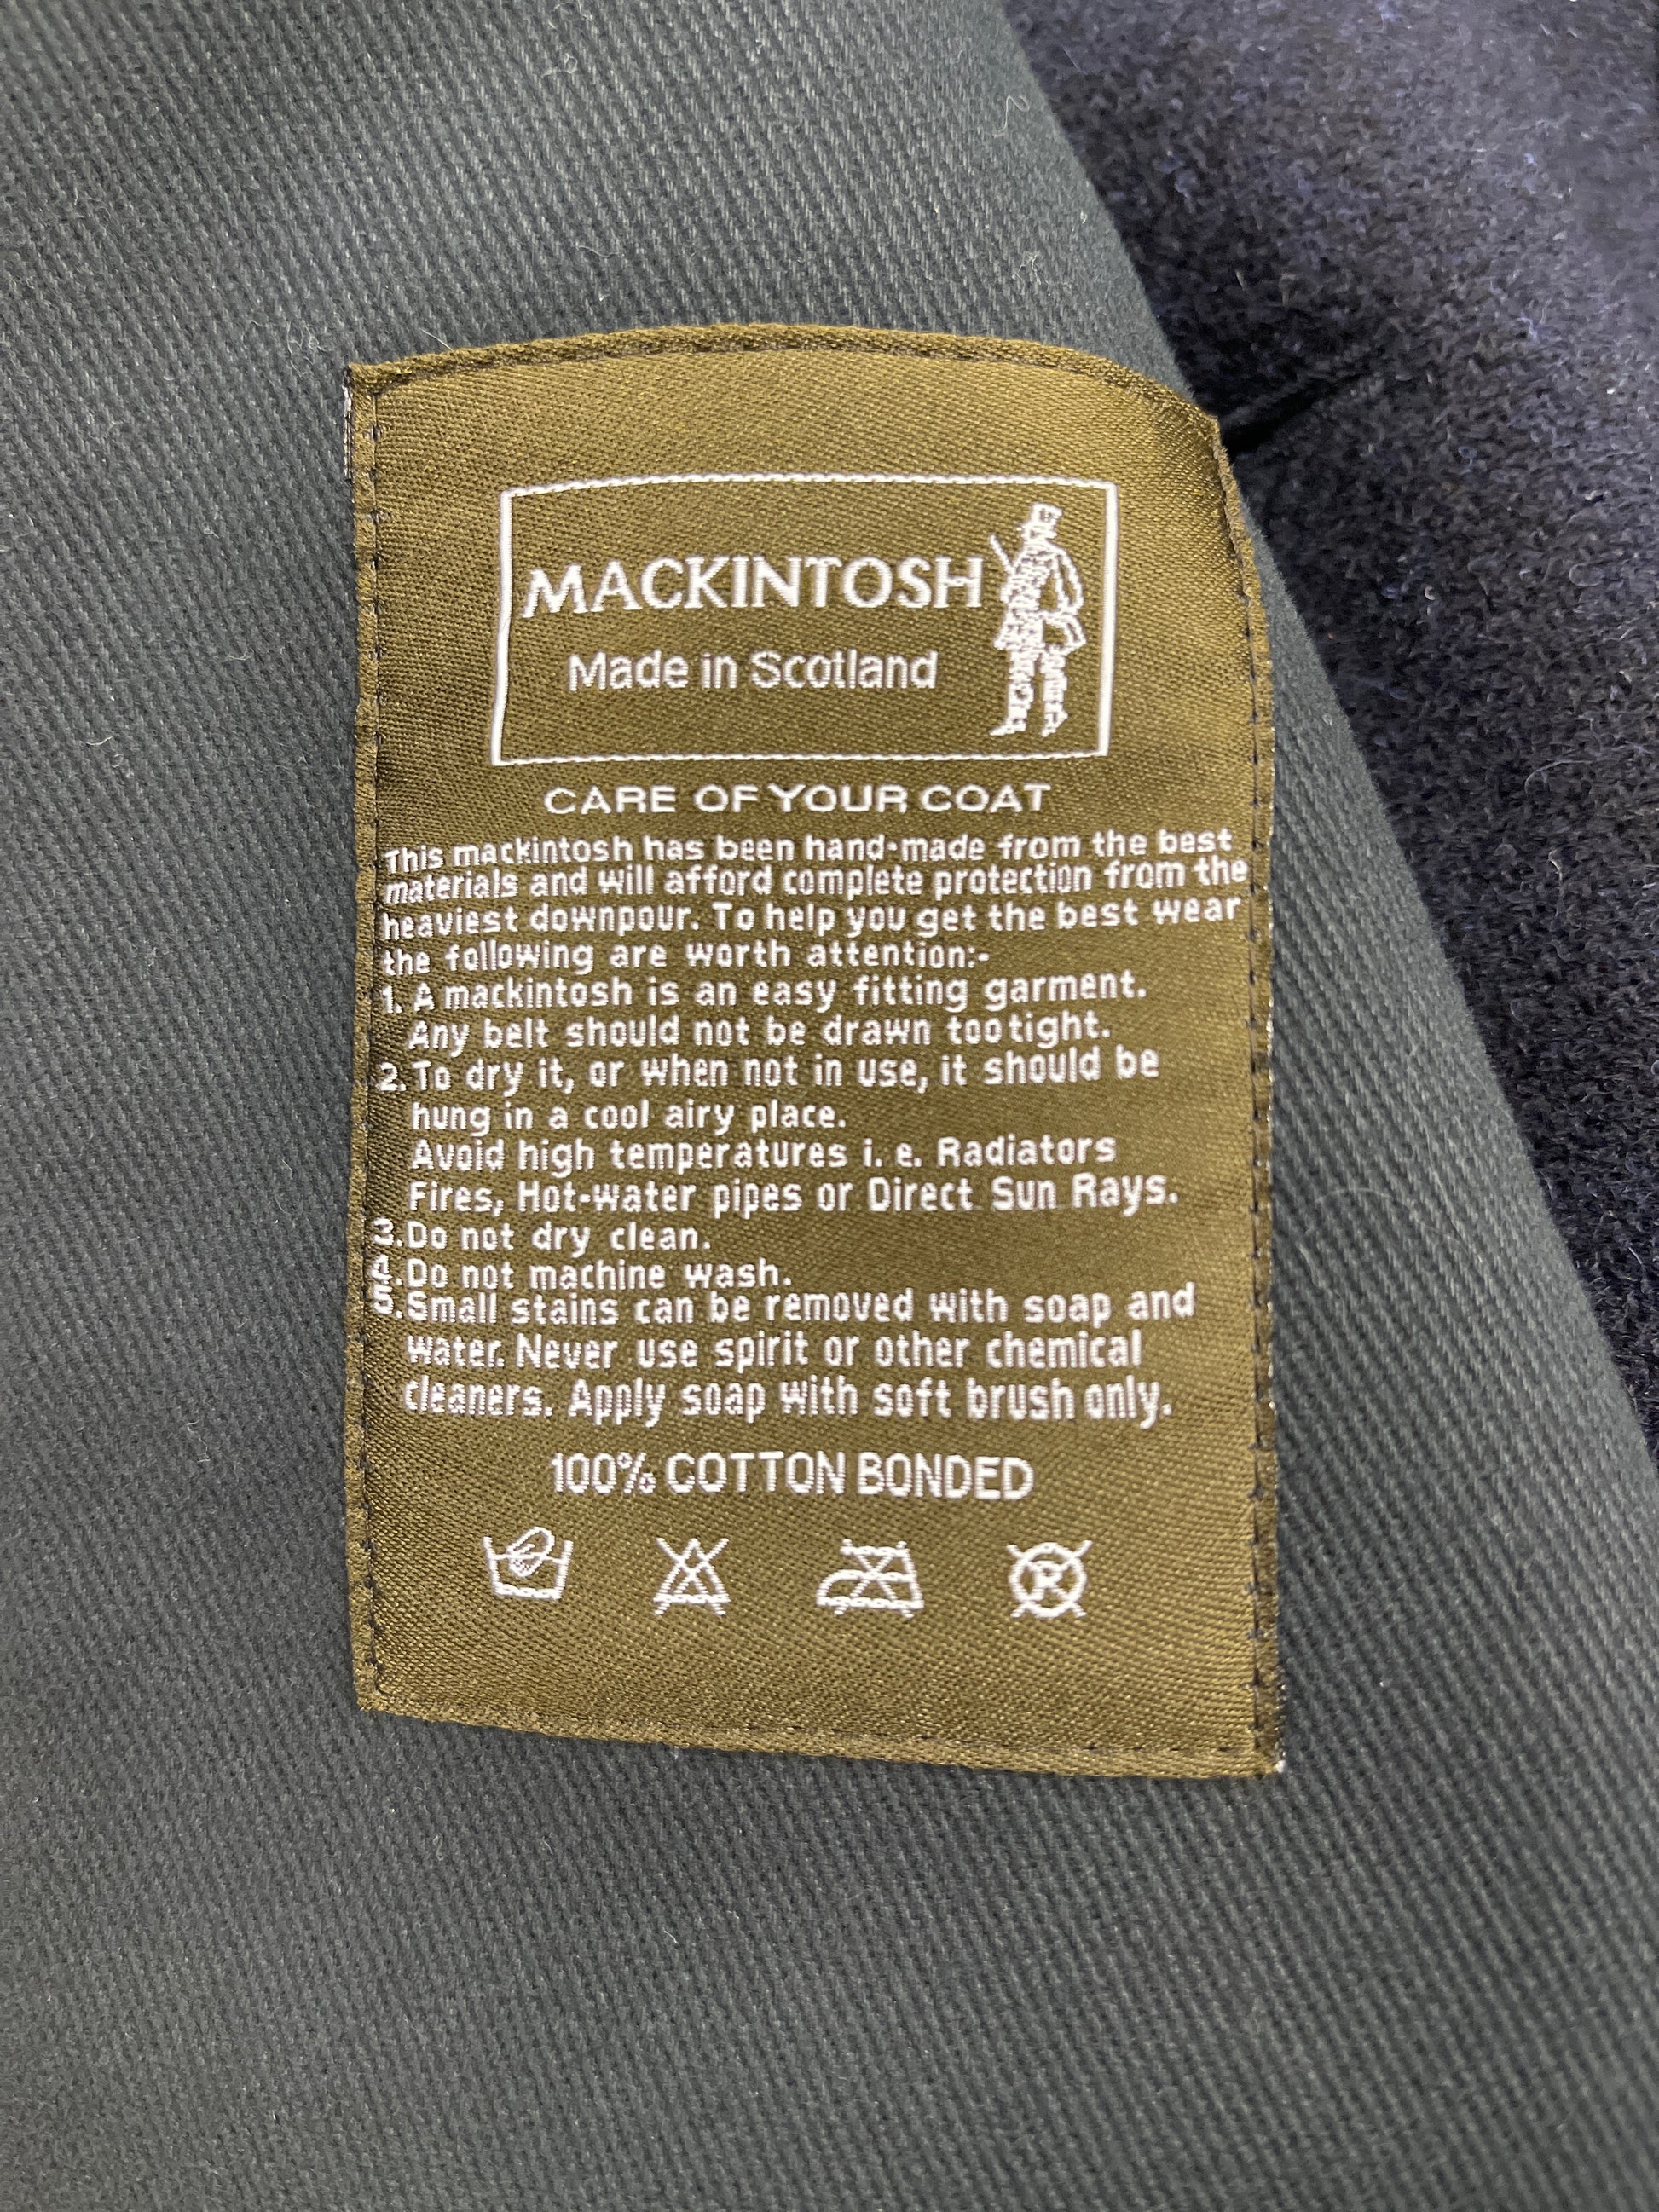 MACKINTOSH
Made in Scotland
CARE OF YOUR COAT
This mackintosh has been hand-made from the best
materials and will afford complete protection from the
heaviest downpour. To help you get the best wear
the following are worth attention:-
1. A mackintosh is an easy fitting garment.
Any belt should not be drawn too tight.
2. To dry it, or when not in use, it should be
hung in a cool airy place.
Avoid high temperatures i. e. Radiators
Fires, Hot-water pipes or Direct Sun Rays.
3. Do not dry clean.
4. Do not machine wash.
5. Small stains can be removed with soap and
water. Never use spirit or other chemical
cleaners. Apply soap with soft brush only.
100% COTTON BONDED
R